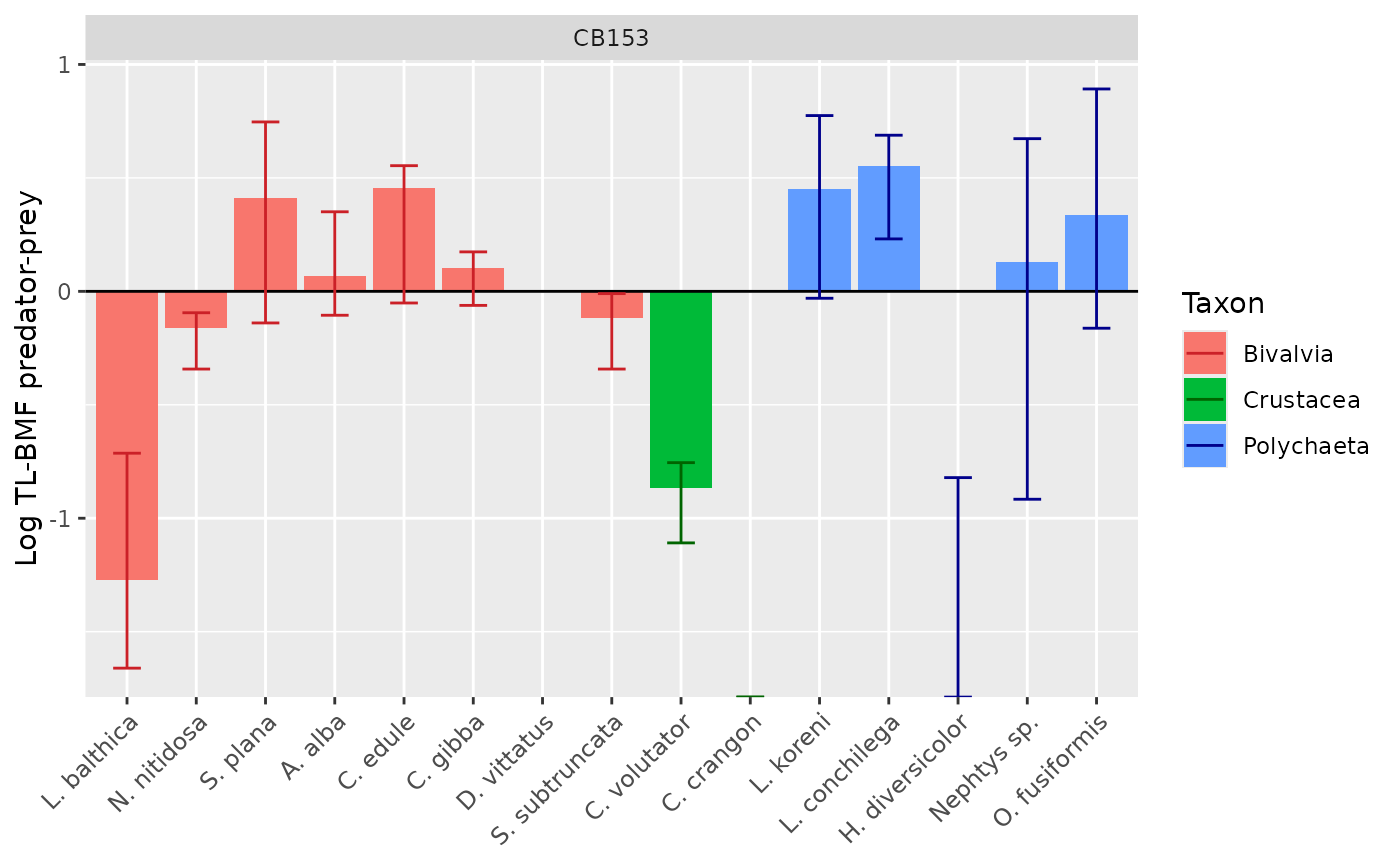 CB153
Log TL-BMF predator-prey
1
0
-1
L. balthica
N. nitidosa
S. plana
A. alba
C. edule
C. gibba
D. vittatus
S. subtruncata
C. volutator
C. crangon
L. koreni
L. conchilega
H. diversicolor
Nephtys sp.
O. fusiformis
Taxon
Bivalvia
Crustacea
Polychaeta